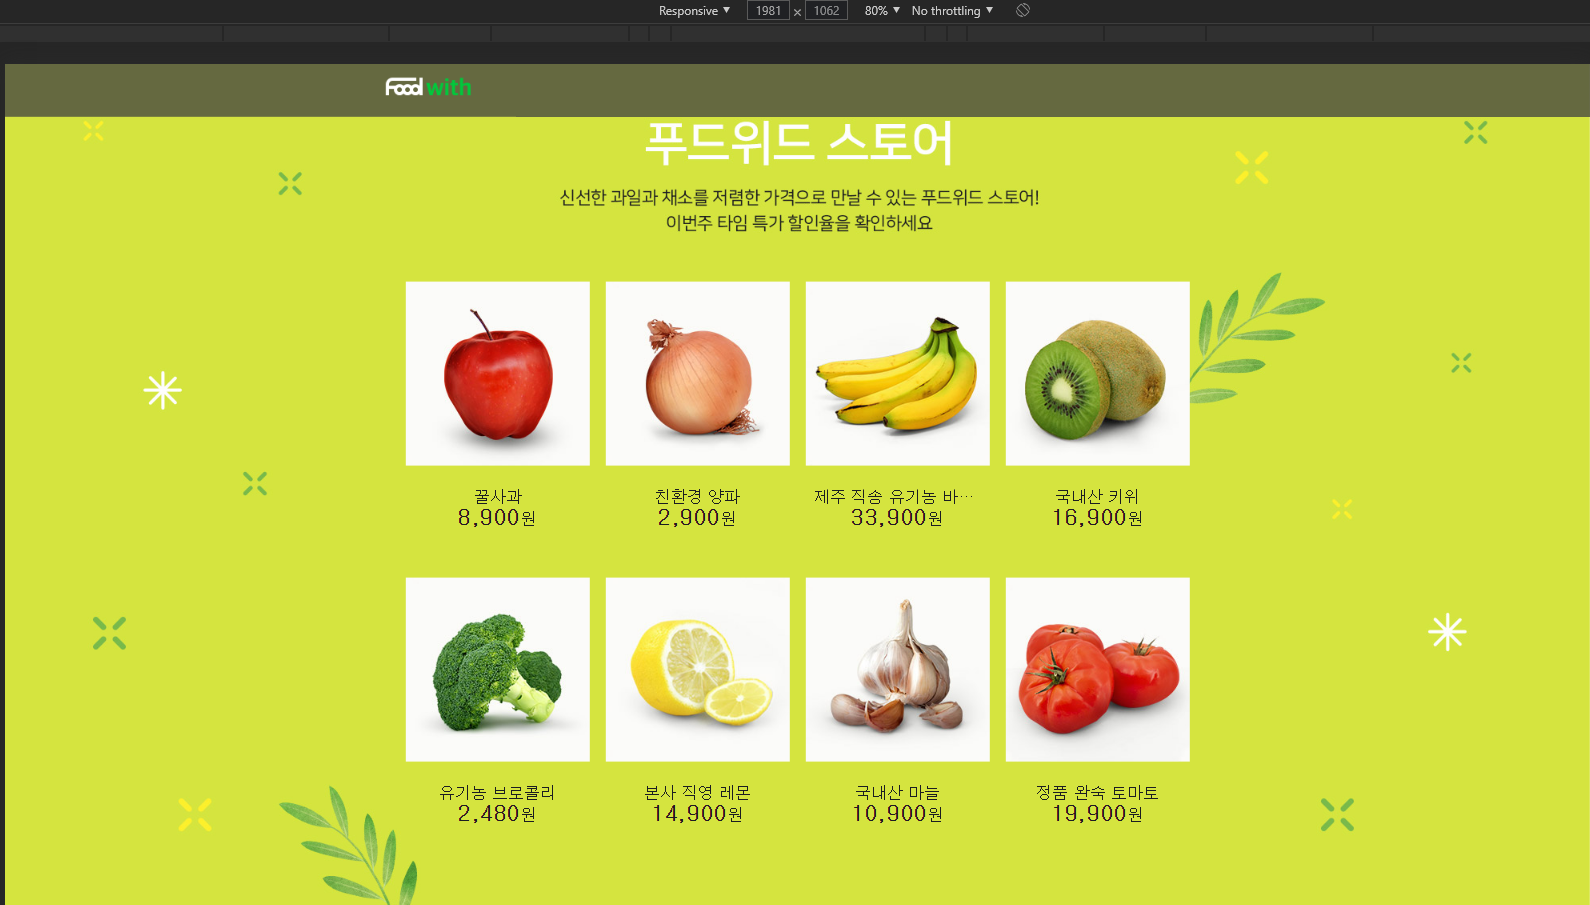 Responsive 1981 × 1062 80% No throttling
Food with
푸드위드 스토어
신선한 과일과 채소를 저렴한 가격으로 만날 수 있는 푸드위드 스토어!
이번주 타임 특가 할인율을 확인하세요
꿀사과
8,900원
친환경 양파
2,900원
제주 직송 유기농 바…
33,900원
국내산 키위
16,900원
유기농 브로콜리
2,480원
본사 직영 레몬
14,900원
국내산 마늘
10,900원
정품 완숙 토마토
19,900원